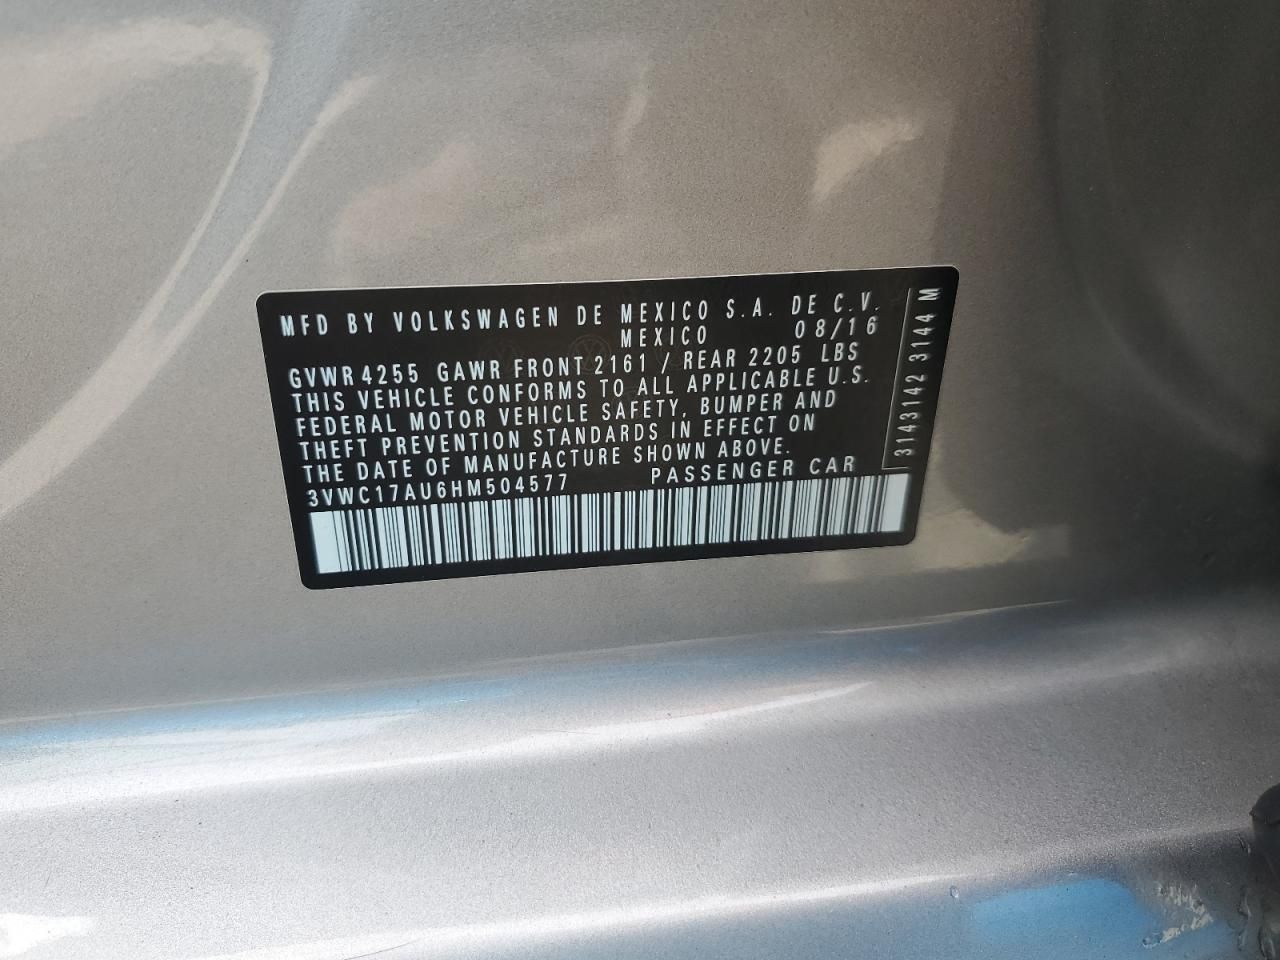 MFD BY VOLKSWAGEN DE MEXICO S.A. DE C.V.
MEXICO 08/16
GVWR 4255 GAWR FRONT 2161 / REAR 2205 LBS
THIS VEHICLE CONFORMS TO ALL APPLICABLE U.S.
FEDERAL MOTOR VEHICLE SAFETY, BUMPER AND
THEFT PREVENTION STANDARDS IN EFFECT ON
THE DATE OF MANUFACTURE SHOWN ABOVE.
3VWC17AU6HM504577 PASSENGER CAR
3143142 3144 M